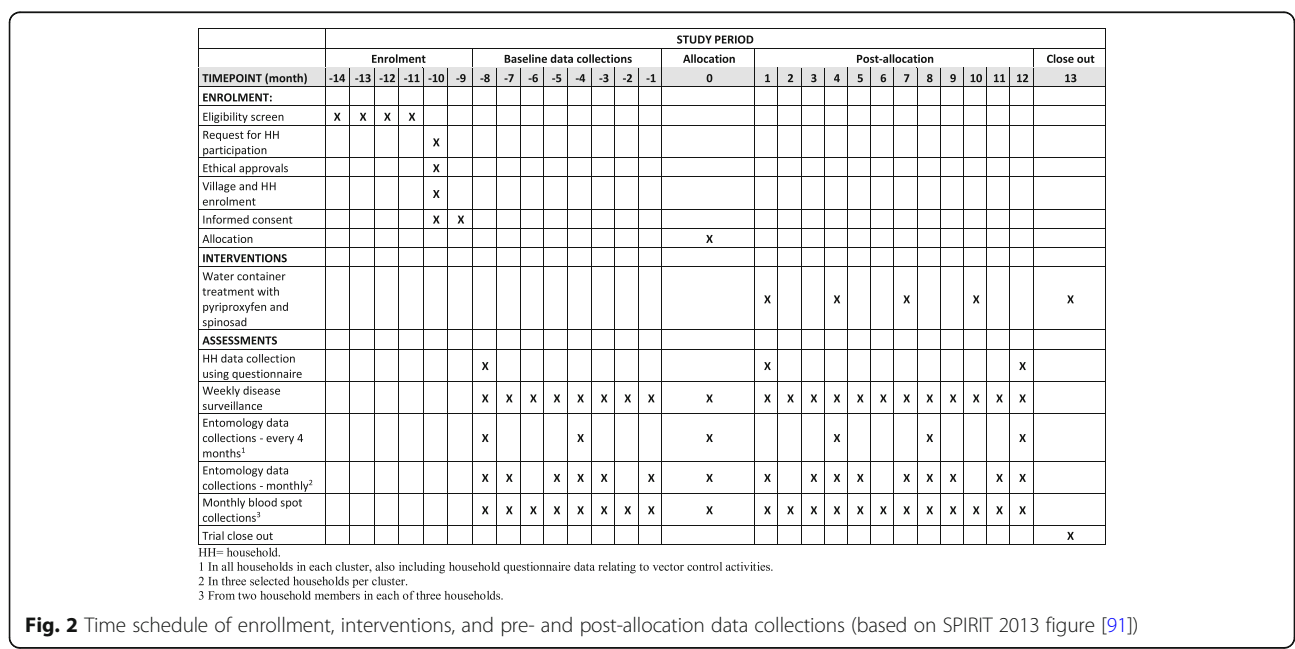 STUDY PERIOD
Enrolment Baseline data collections Allocation Post-allocation Close out
TIMEPOINT (month) -14 -13 -12 -11 -10 -9 -8 -7 -6 -5 -4 -3 -2 -1 0 1 2 3 4 5 6 7 8 9 10 11 12 13
ENROLMENT:
Eligibility screen X X X X
Request for HH
participation X
Ethical approvals X
Village and HH
enrolment X
Informed consent X X
Allocation X
INTERVENTIONS
Water container
treatment with
pyriproxyfen and
spinosad X X X X X
ASSESSMENTS
HH data collection
using questionnaire X X X
Weekly disease
surveillance X X X X X X X X X X X X X X X X X X X X X
Entomology data
collections - every 4
months1 X X X X X X
Entomology data
collections - monthly2 X X X X X X X X X X X X X X X X
Monthly blood spot
collections3 X X X X X X X X X X X X X X X X X X X X X
Trial close out X
HH= household.
1 In all households in each cluster, also including household questionnaire data relating to vector control activities.
2 In three selected households per cluster.
3 From two household members in each of three households.
Fig. 2 Time schedule of enrollment, interventions, and pre- and post-allocation data collections (based on SPIRIT 2013 figure [91])